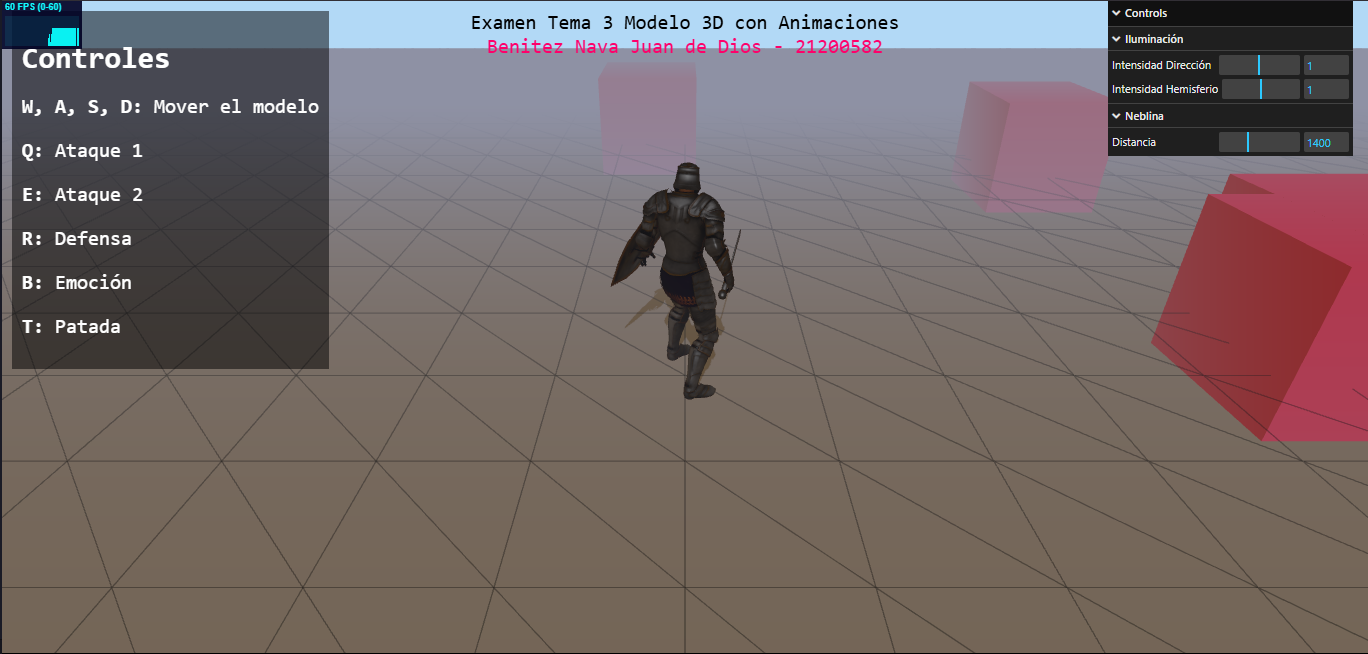 60 FPS (0-60)
Examen Tema 3 Modelo 3D con Animaciones
Benitez Nava Juan de Dios - 21200582
Controles
W, A, S, D: Mover el modelo
Q: Ataque 1
E: Ataque 2
R: Defensa
B: Emoción
T: Patada
Controls
Iluminación
Intensidad Dirección 1
Intensidad Hemisferio 1
Neblina
Distancia 1400